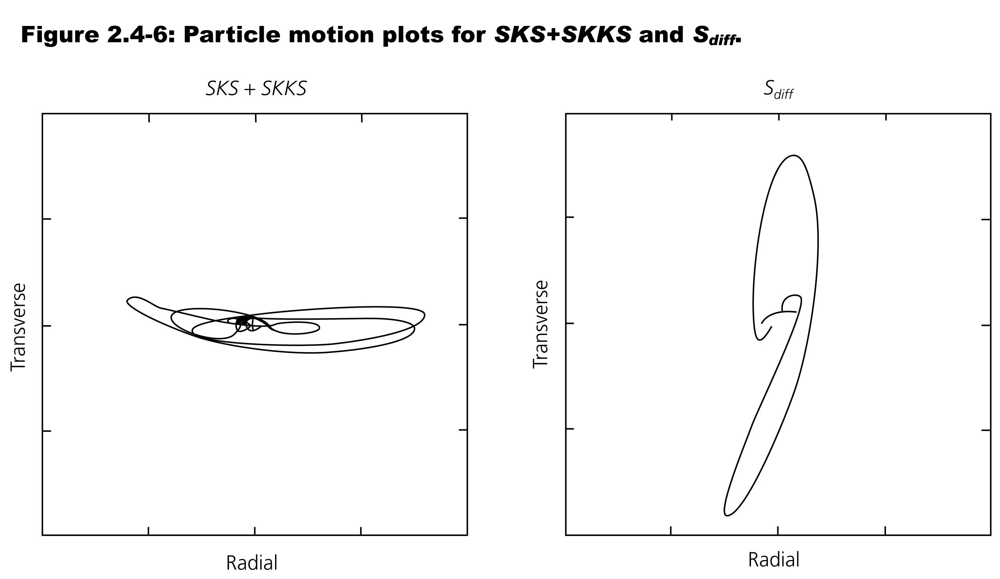 Figure 2.4-6: Particle motion plots for SKS+SKKS and Sdiff.
SKS + SKKS
Sdiff
Transverse
Transverse
Radial
Radial